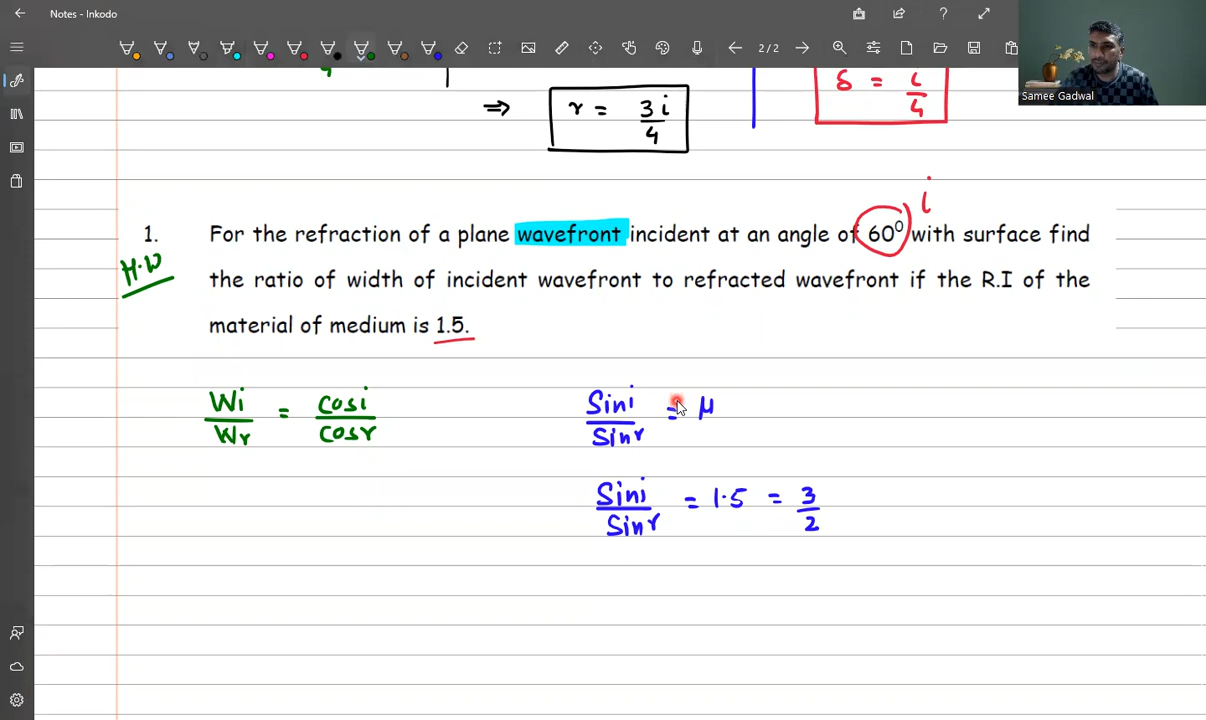 Notes - Inkodo
2/2
Samee Gadwal
4
⇒ r = 3i/4
δ = i/4
i
1. For the refraction of a plane wavefront incident at an angle of 60⁰ with surface find
H.W
the ratio of width of incident wavefront to refracted wavefront if the R.I of the
material of medium is 1.5.
Wi/Wr = Cosi/Cosr
Sini/Sinr = μ
Sini/Sinr = 1.5 = 3/2